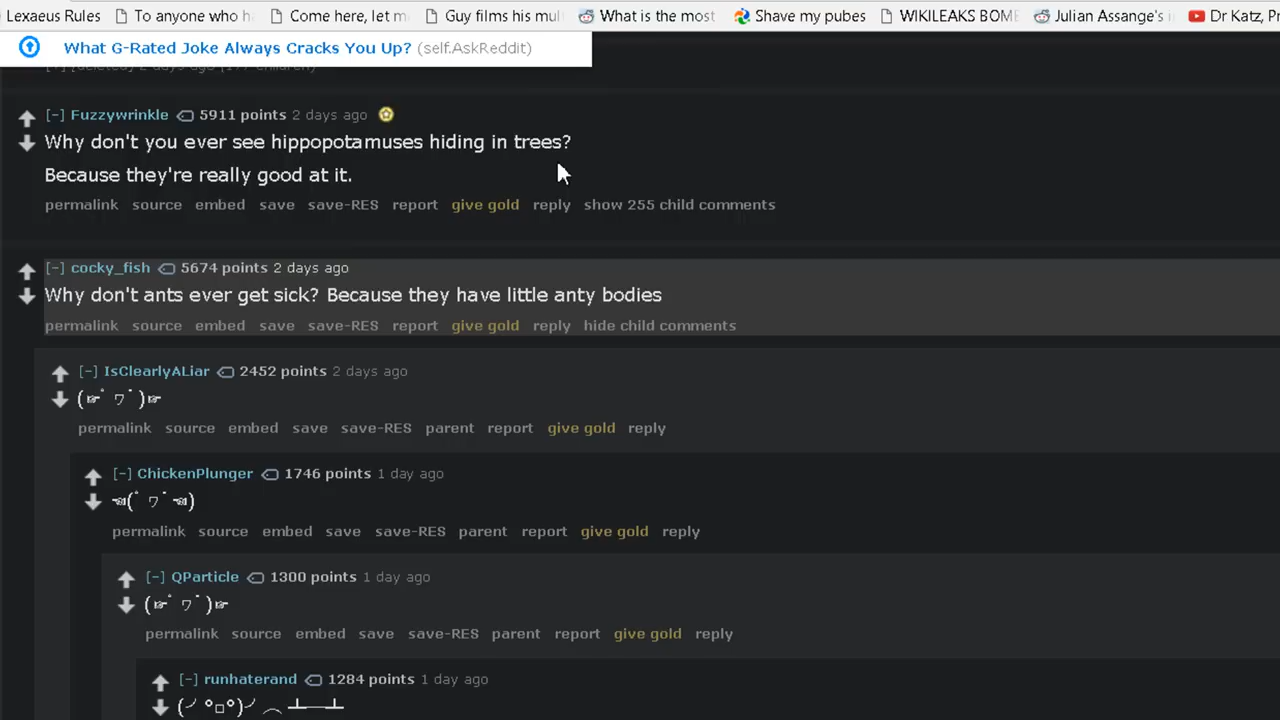 Lexaeus Rules To anyone who h Come here, let m Guy films his mul What is the most Shave my pubes WIKILEAKS BOM Julian Assange's i Dr Katz, Pr
What G-Rated Joke Always Cracks You Up? (self.AskReddit)
[-] Fuzzywrinkle 5911 points 2 days ago
Why don't you ever see hippopotamuses hiding in trees?
Because they're really good at it.
permalink source embed save save-RES report give gold reply show 255 child comments
[-] cocky_fish 5674 points 2 days ago
Why don't ants ever get sick? Because they have little anty bodies
permalink source embed save save-RES report give gold reply hide child comments
[-] IsClearlyALiar 2452 points 2 days ago
(☞ﾟヮﾟ)☞
permalink source embed save save-RES parent report give gold reply
[-] ChickenPlunger 1746 points 1 day ago
☜(ﾟヮﾟ☜)
permalink source embed save save-RES parent report give gold reply
[-] QParticle 1300 points 1 day ago
(☞ﾟヮﾟ)☞
permalink source embed save save-RES parent report give gold reply
[-] runhaterand 1284 points 1 day ago
(╯°□°)╯︵ ┻━┻